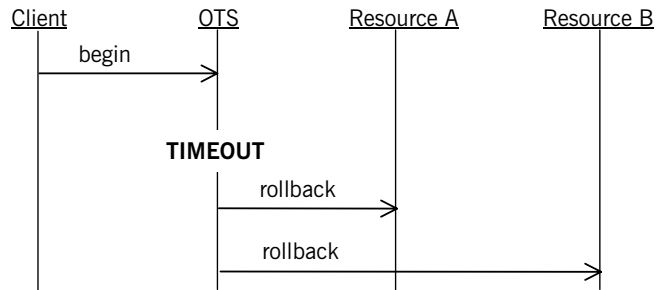 Client OTS Resource A Resource B
begin
TIMEOUT
rollback
rollback